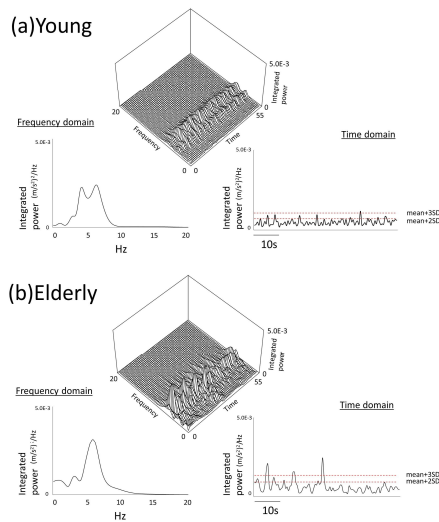 (a)Young
5.0E-3
Integrated
power
0
55
Time
0
0
Frequency
20
Frequency domain
5.0E-3
Integrated
power (m/s²)²/Hz
0
0 5 10 15 20
Hz
Time domain
5.0E-3
Integrated
power (m/s²)²/Hz
0
mean+3SD
mean+2SD
10s
(b)Elderly
5.0E-3
Integrated
power
0
55
Time
0
0
Frequency
20
Frequency domain
5.0E-3
Integrated
power (m/s²)²/Hz
0
0 5 10 15 20
Hz
Time domain
5.0E-3
Integrated
power (m/s²)²/Hz
0
mean+3SD
mean+2SD
10s